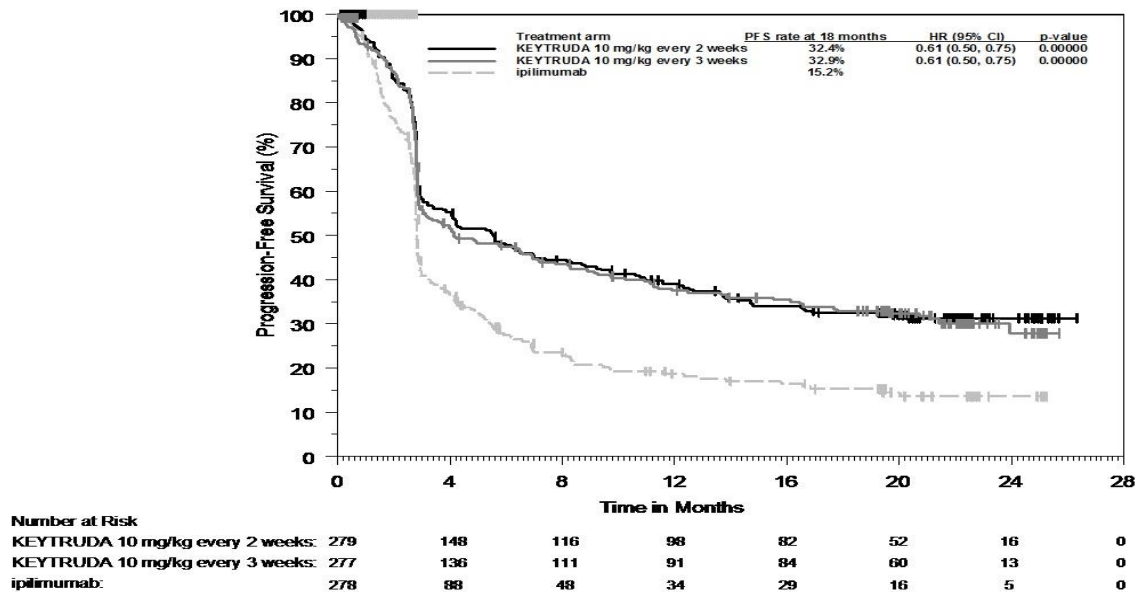 Treatment arm PFS rate at 18 months HR (95% CI) p-value
KEYTRUDA 10 mg/kg every 2 weeks 32.4% 0.61 (0.50, 0.75) 0.00000
KEYTRUDA 10 mg/kg every 3 weeks 32.9% 0.61 (0.50, 0.75) 0.00000
ipilimumab 15.2%
Progression-Free Survival (%)
100
90
80
70
60
50
40
30
20
10
0
0 4 8 12 16 20 24 28
Time in Months
Number at Risk
KEYTRUDA 10 mg/kg every 2 weeks: 279 148 116 98 82 52 16 0
KEYTRUDA 10 mg/kg every 3 weeks: 277 136 111 91 84 60 13 0
ipilimumab: 278 88 48 34 29 16 5 0